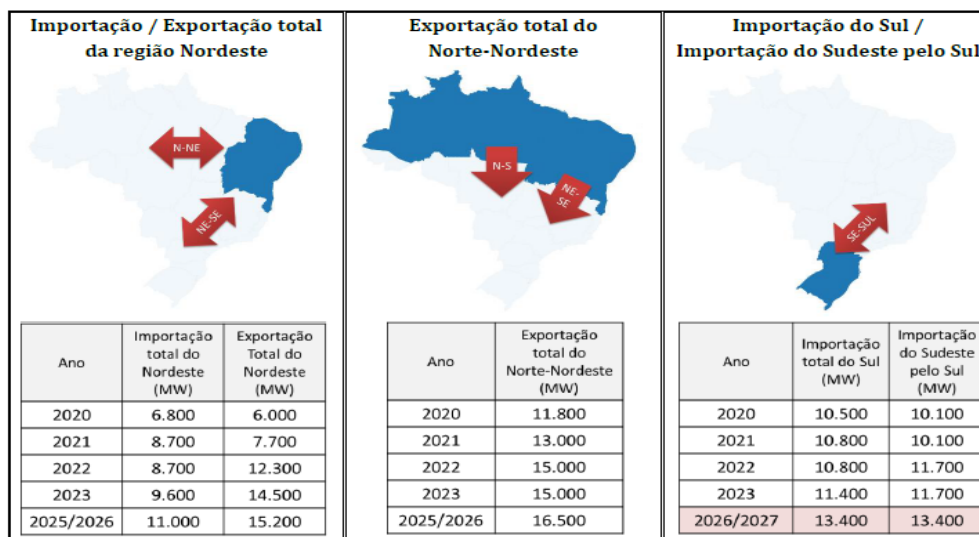 Importação / Exportação total
da região Nordeste
N-NE
NE-SE
Ano
Importação
total do
Nordeste
(MW)
Exportação
Total do
Nordeste
(MW)
2020 6.800 6.000
2021 8.700 7.700
2022 8.700 12.300
2023 9.600 14.500
2025/2026 11.000 15.200
Exportação total do
Norte-Nordeste
N-S
NE-
SE
Ano
Exportação
total do
Norte-Nordeste
(MW)
2020 11.800
2021 13.000
2022 15.000
2023 15.000
2025/2026 16.500
Importação do Sul /
Importação do Sudeste pelo Sul
SE-SUL
Ano
Importação
total do Sul
(MW)
Importação
do Sudeste
pelo Sul
(MW)
2020 10.500 10.100
2021 10.800 10.100
2022 10.800 11.700
2023 11.400 11.700
2026/2027 13.400 13.400